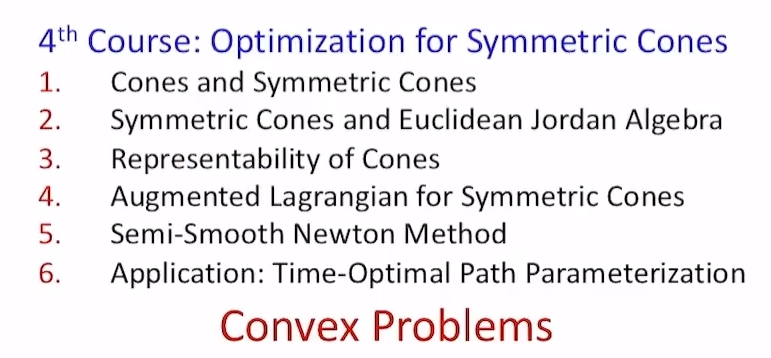 4th Course: Optimization for Symmetric Cones
1. Cones and Symmetric Cones
2. Symmetric Cones and Euclidean Jordan Algebra
3. Representability of Cones
4. Augmented Lagrangian for Symmetric Cones
5. Semi-Smooth Newton Method
6. Application: Time-Optimal Path Parameterization
Convex Problems